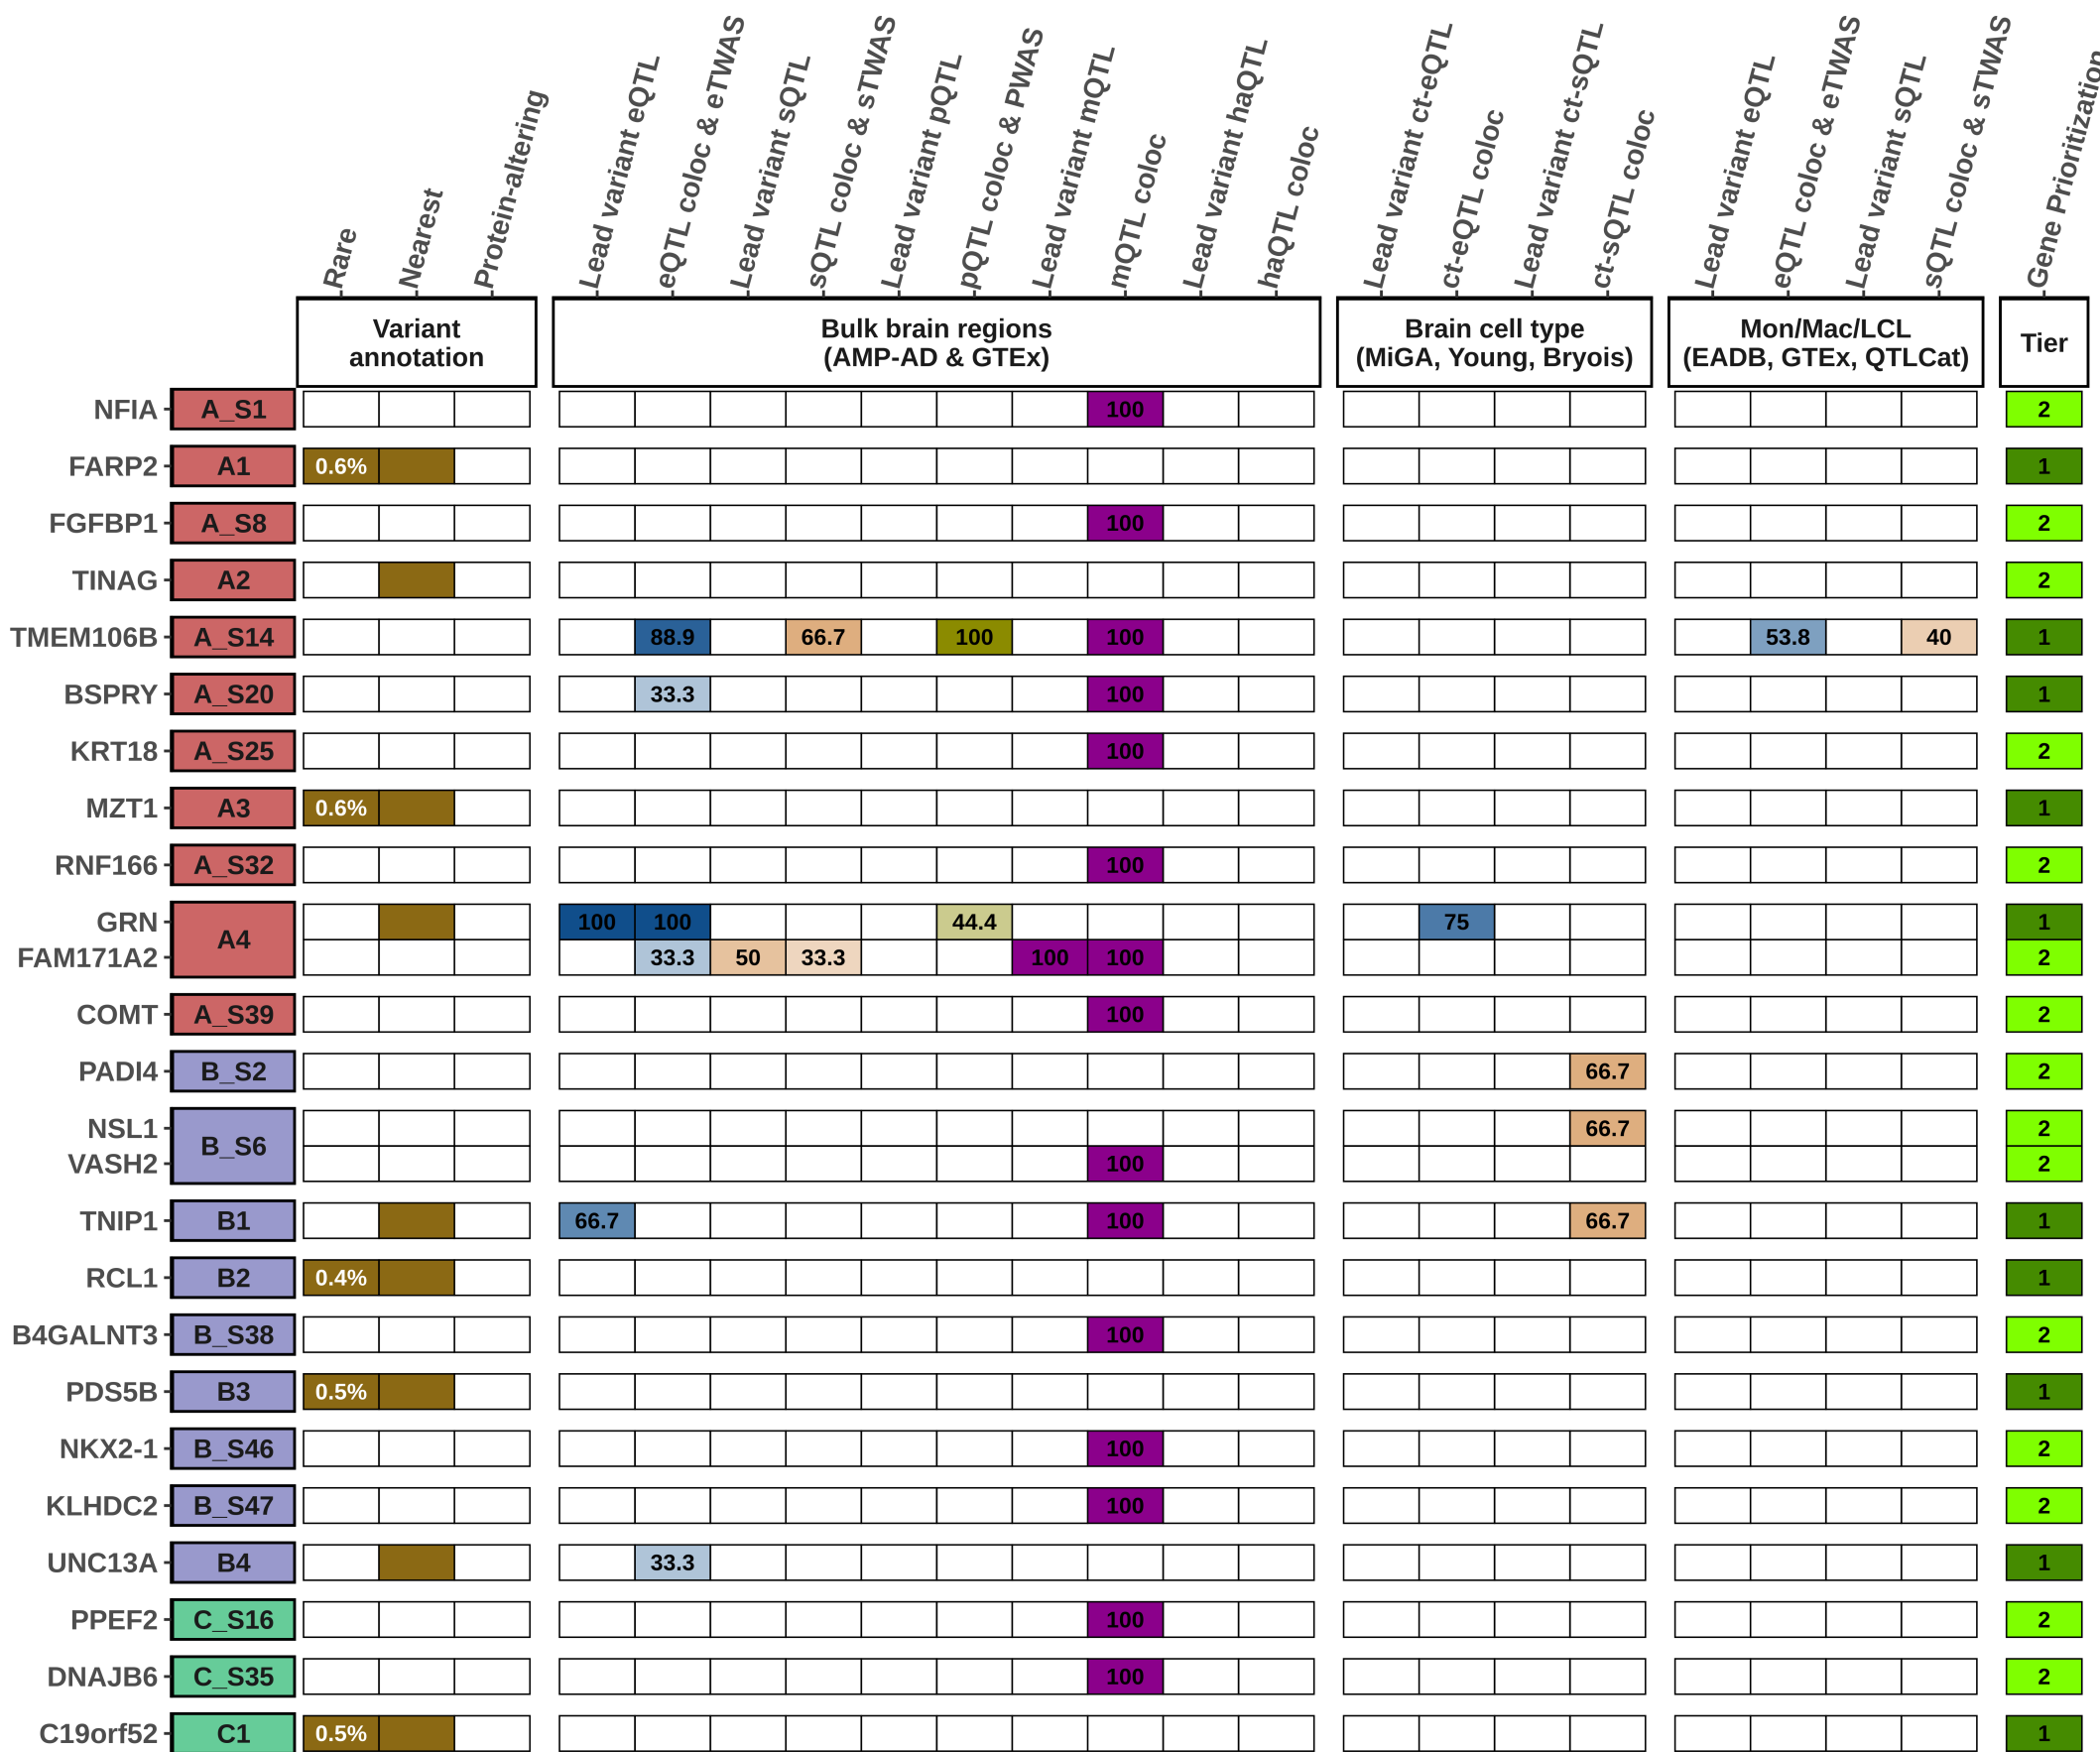 Rare
Nearest
Protein-altering
Lead variant eQTL
eQTL coloc & eTWAS
Lead variant sQTL
sQTL coloc & sTWAS
Lead variant pQTL
pQTL coloc & PWAS
Lead variant mQTL
mQTL coloc
Lead variant haQTL
haQTL coloc
Lead variant ct-eQTL
ct-eQTL coloc
Lead variant ct-sQTL
ct-sQTL coloc
Lead variant eQTL
eQTL coloc & eTWAS
Lead variant sQTL
sQTL coloc & sTWAS
Gene Prioritization
Variant
annotation
Bulk brain regions
(AMP-AD & GTEx)
Brain cell type
(MiGA, Young, Bryois)
Mon/Mac/LCL
(EADB, GTEx, QTLCat)
Tier
NFIA A_S1 100 2
FARP2 A1 0.6% 1
FGFBP1 A_S8 100 2
TINAG A2 2
TMEM106B A_S14 88.9 66.7 100 100 53.8 40 1
BSPRY A_S20 33.3 100 1
KRT18 A_S25 100 2
MZT1 A3 0.6% 1
RNF166 A_S32 100 2
GRN A4 100 100 44.4 75 1
FAM171A2 33.3 50 33.3 100 100 2
COMT A_S39 100 2
PADI4 B_S2 66.7 2
NSL1 B_S6 66.7 2
VASH2 100 2
TNIP1 B1 66.7 100 66.7 1
RCL1 B2 0.4% 1
B4GALNT3 B_S38 100 2
PDS5B B3 0.5% 1
NKX2-1 B_S46 100 2
KLHDC2 B_S47 100 2
UNC13A B4 33.3 1
PPEF2 C_S16 100 2
DNAJB6 C_S35 100 2
C19orf52 C1 0.5% 1